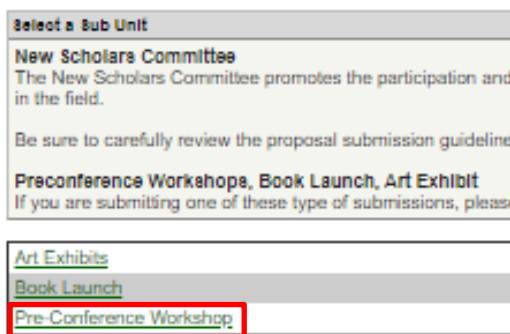 Select a Sub Unit
New Scholars Committee
The New Scholars Committee promotes the participation and
in the field.
Be sure to carefully review the proposal submission guideline
Preconference Workshops, Book Launch, Art Exhibit
If you are submitting one of these type of submissions, please
Art Exhibits
Book Launch
Pre-Conference Workshop